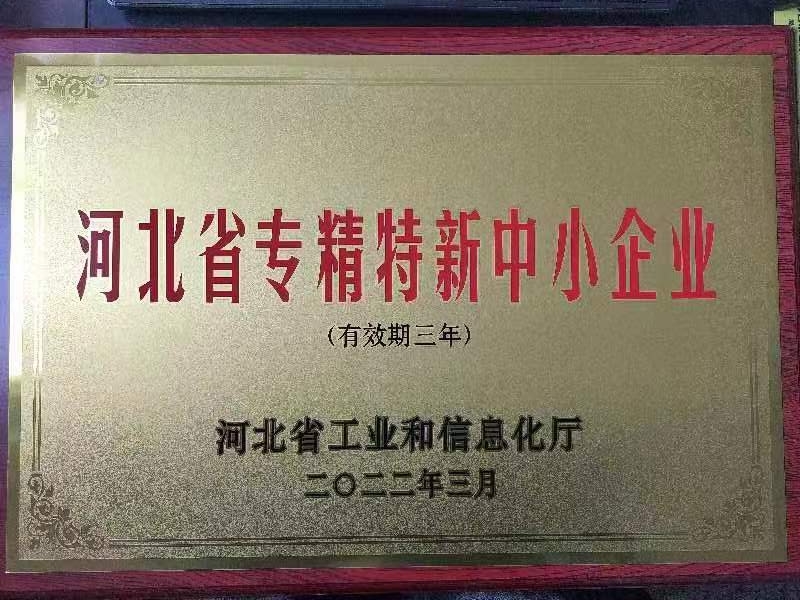 河北省专精特新中小企业
(有效期三年)
河北省工业和信息化厅
二〇二二年三月